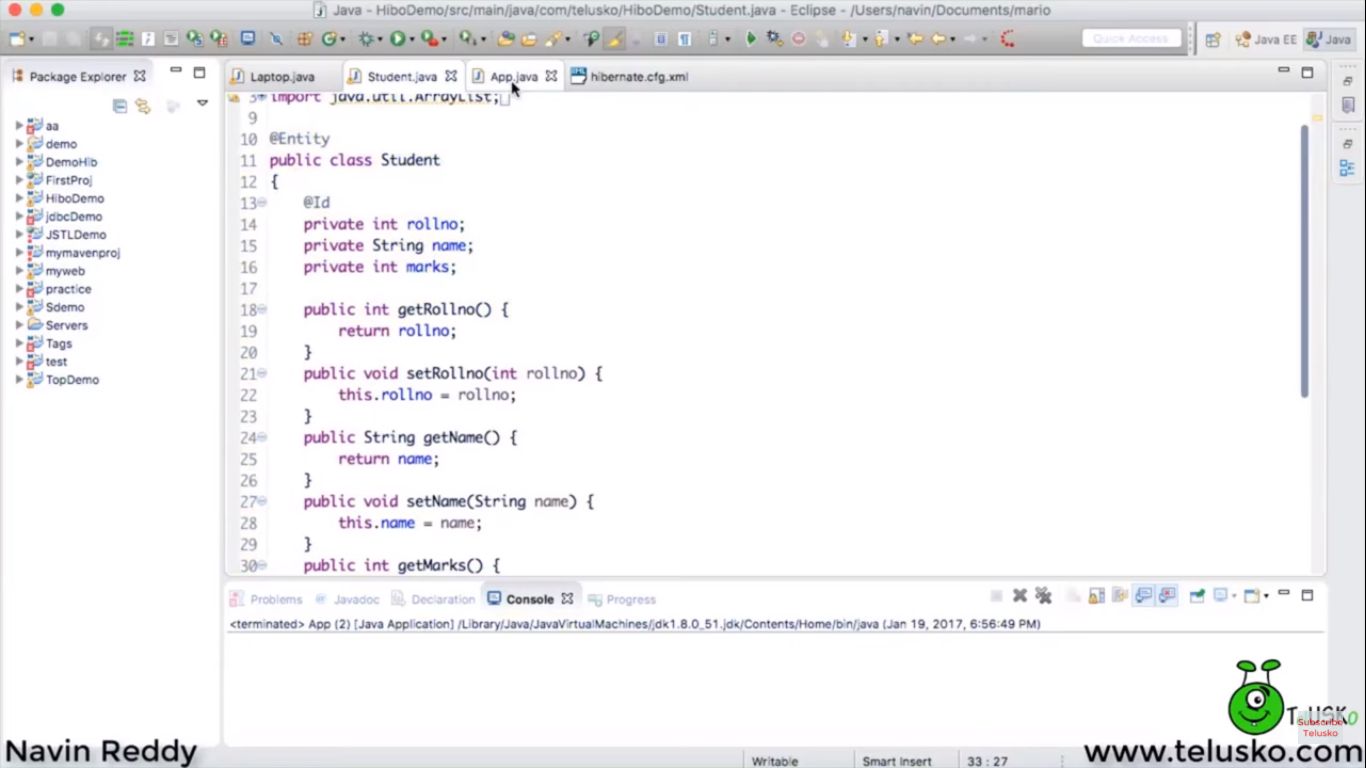 Java - HiboDemo/src/main/java/com/telusko/HiboDemo/Student.java - Eclipse - /Users/navin/Documents/mario
Quick Access
Java EE
Java
Package Explorer
Laptop.java
Student.java
App.java
hibernate.cfg.xml
aa
demo
DemoHib
FirstProj
HiboDemo
jdbcDemo
JSTLDemo
mymavenproj
myweb
practice
Sdemo
Servers
Tags
test
TopDemo
3 import java.util.ArrayList;
9
10 @Entity
11 public class Student
12 {
13 @Id
14 private int rollno;
15 private String name;
16 private int marks;
17
18 public int getRollno() {
19 return rollno;
20 }
21 public void setRollno(int rollno) {
22 this.rollno = rollno;
23 }
24 public String getName() {
25 return name;
26 }
27 public void setName(String name) {
28 this.name = name;
29 }
30 public int getMarks() {
Problems
Javadoc
Declaration
Console
Progress
<terminated> App (2) [Java Application] /Library/Java/JavaVirtualMachines/jdk1.8.0_51.jdk/Contents/Home/bin/java (Jan 19, 2017, 6:56:49 PM)
Subscribe
Telusko
Navin Reddy
www.telusko.com
Writable
Smart Insert
33 : 27